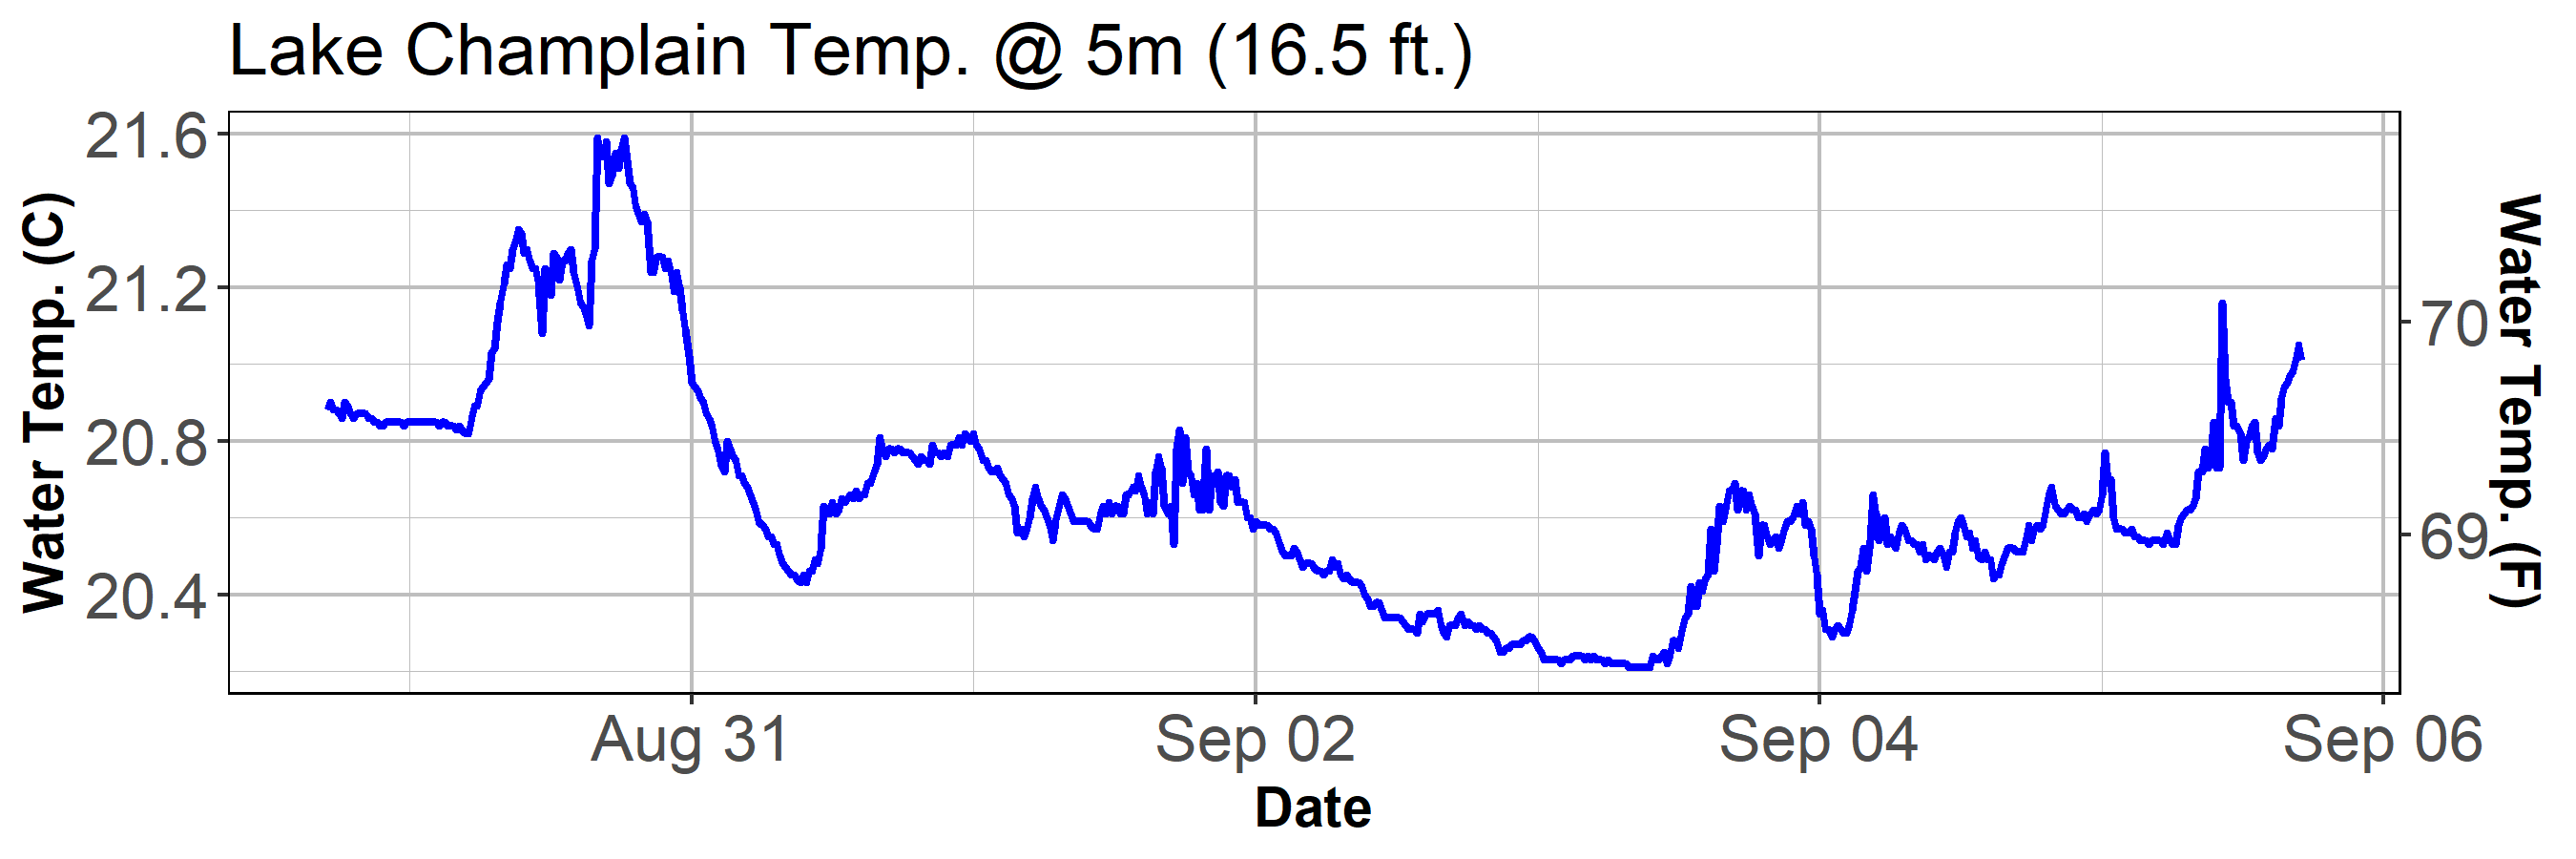 Lake Champlain Temp. @ 5m (16.5 ft.)
Water Temp. (C)
21.6
21.2
20.8
20.4
70
69
Water Temp. (F)
Aug 31
Sep 02
Sep 04
Sep 06
Date